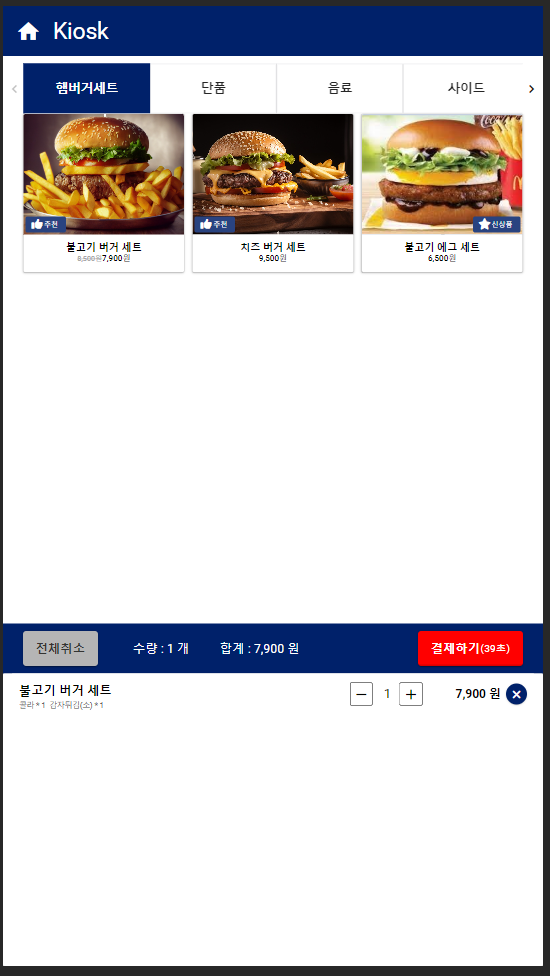 Kiosk
햄버거세트 단품 음료 사이드
추천 추천 신상품
불고기 버거 세트 치즈 버거 세트 불고기 에그 세트
8,500원7,900원 9,500원 6,500원
전체취소 수량 : 1 개 합계 : 7,900 원 결제하기(39초)
불고기 버거 세트 1 7,900 원
콜라 * 1 감자튀김(소) * 1